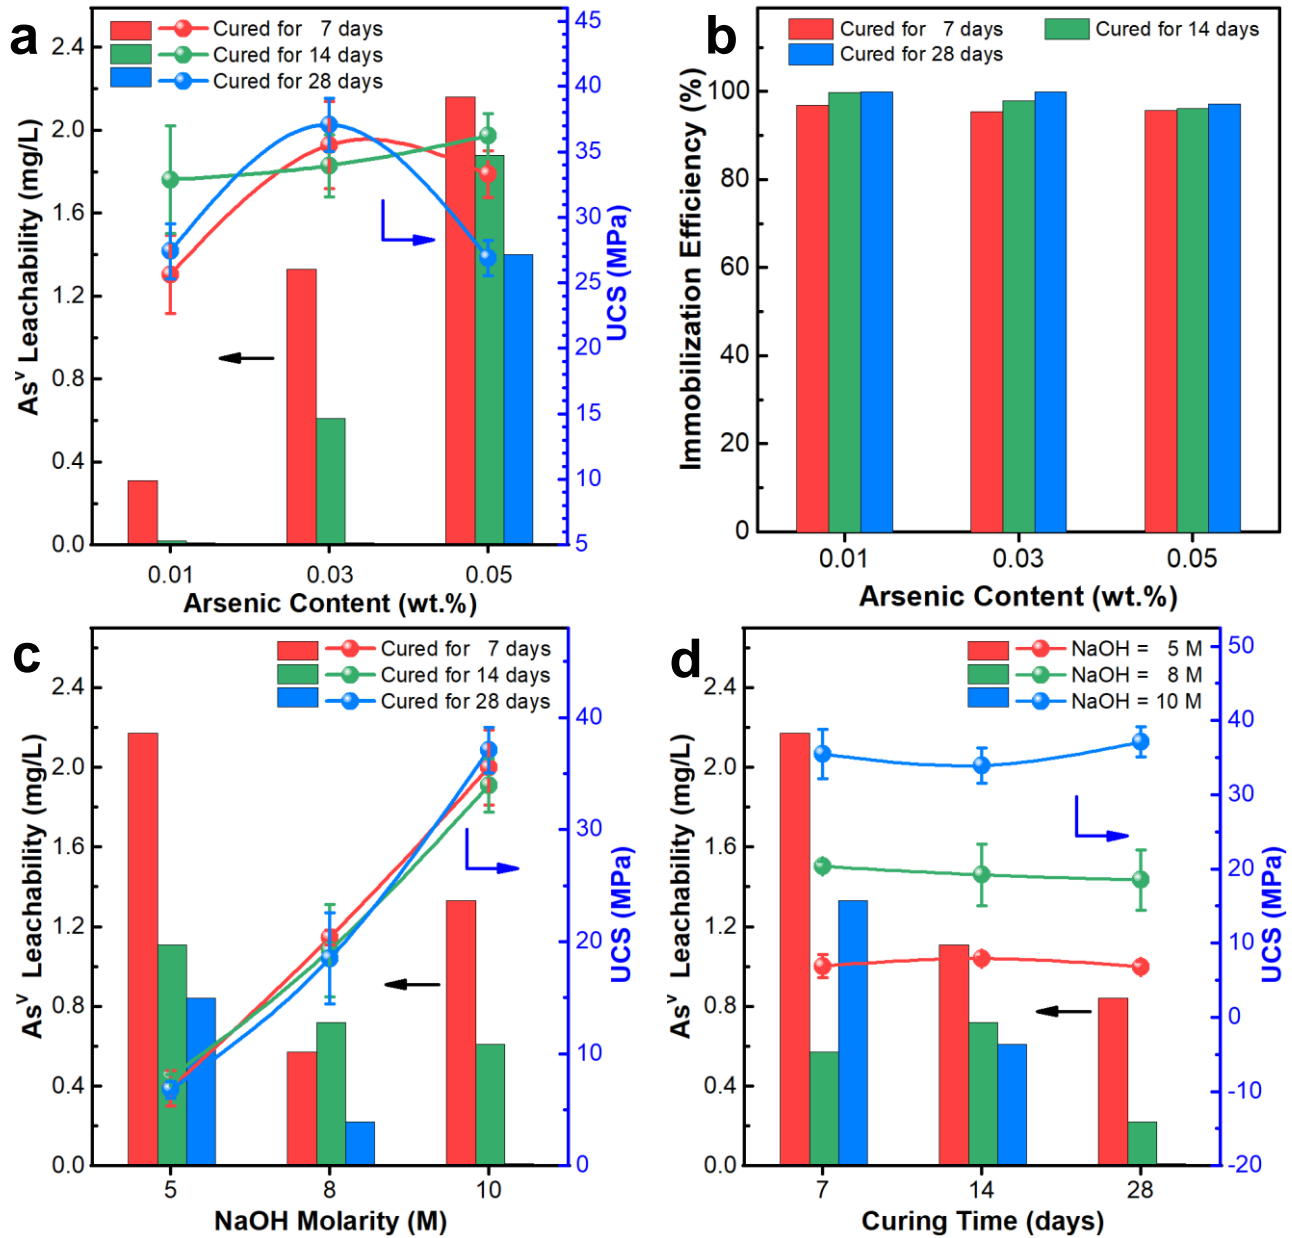 a
Cured for 7 days
Cured for 14 days
Cured for 28 days
As^v Leachability (mg/L)
2.4
2.0
1.6
1.2
0.8
0.4
0.0
45
40
35
30
25
20
15
10
5
UCS (MPa)
0.01 0.03 0.05
Arsenic Content (wt.%)
b
Cured for 7 days
Cured for 14 days
Cured for 28 days
Immobilization Efficiency (%)
100
80
60
40
20
0
0.01 0.03 0.05
Arsenic Content (wt.%)
c
Cured for 7 days
Cured for 14 days
Cured for 28 days
As^v Leachability (mg/L)
2.4
2.0
1.6
1.2
0.8
0.4
0.0
40
30
20
10
0
UCS (MPa)
5 8 10
NaOH Molarity (M)
d
NaOH = 5 M
NaOH = 8 M
NaOH = 10 M
As^v Leachability (mg/L)
2.4
2.0
1.6
1.2
0.8
0.4
0.0
50
40
30
20
10
0
-10
-20
UCS (MPa)
7 14 28
Curing Time (days)